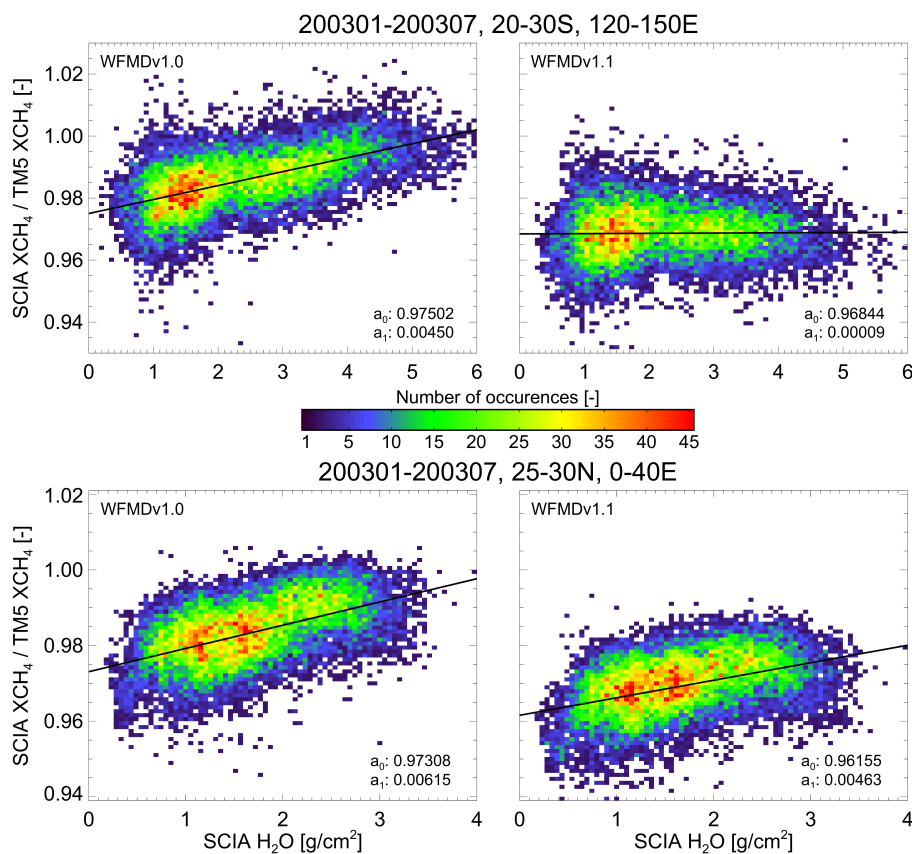 200301-200307, 20-30S, 120-150E
WFMDv1.0
WFMDv1.1
SCIA XCH₄ / TM5 XCH₄ [-]
1.02
1.00
0.98
0.96
0.94
a₀: 0.97502
a₁: 0.00450
a₀: 0.96844
a₁: 0.00009
0 1 2 3 4 5 6
0 1 2 3 4 5 6
Number of occurences [-]
1 5 10 15 20 25 30 35 40 45
200301-200307, 25-30N, 0-40E
WFMDv1.0
WFMDv1.1
SCIA XCH₄ / TM5 XCH₄ [-]
1.02
1.00
0.98
0.96
0.94
a₀: 0.97308
a₁: 0.00615
a₀: 0.96155
a₁: 0.00463
0 1 2 3 4
0 1 2 3 4
SCIA H₂O [g/cm²]
SCIA H₂O [g/cm²]